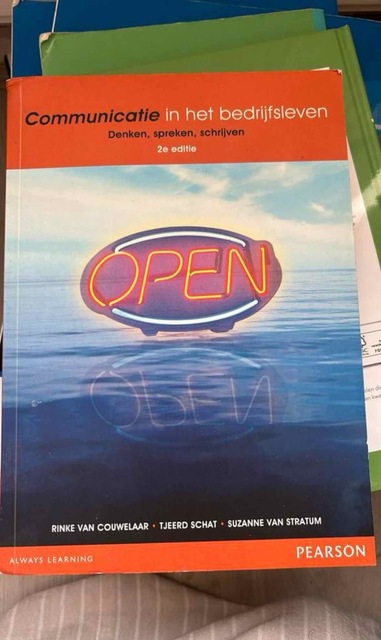 Communicatie in het bedrijfsleven
Denken, spreken, schrijven
2e editie
OPEN
OPEN
RINKE VAN COUWELAAR • TJEERD SCHAT • SUZANNE VAN STRATUM
ALWAYS LEARNING
PEARSON